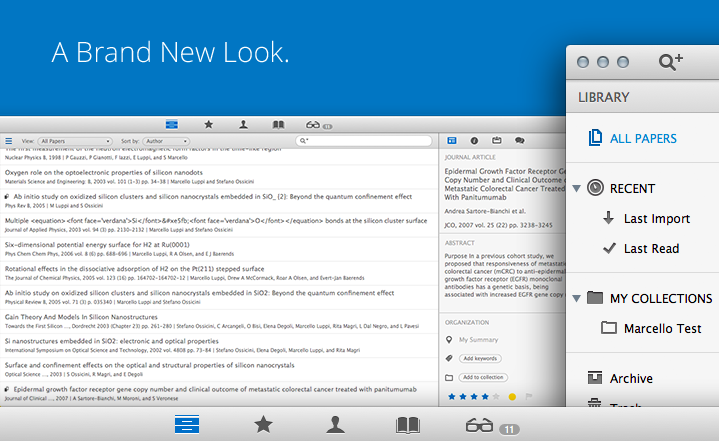 A Brand New Look.
View: All Papers Sort by: Author
The first measurement of the neutron electromagnetic form factors in the time-like region
Nuclear Physics B, 1998 | P Gauzzi, P Gianotti, F Iazzi, E Luppi, and S Marcello
Oxygen role on the optoelectronic properties of silicon nanodots
Materials Science and Engineering: B, 2003 vol. 101 (1-3) pp. 34-38 | Marcello Luppi and Stefano Ossicini
Ab initio study on oxidized silicon clusters and silicon nanocrystals embedded in SiO_{2}: Beyond the quantum confinement effect
Phys Rev B, 2005 | M Luppi and S Ossicini
Multiple <equation> <font face='verdana'>Si</font>&#xe5fb;<font face='verdana'>O</font></equation> bonds at the silicon cluster surface
Journal of Applied Physics, 2003 vol. 94 (3) pp. 2130-2132 | Marcello Luppi and Stefano Ossicini
Six-dimensional potential energy surface for H2 at Ru(0001)
Phys Chem Chem Phys, 2006 vol. 8 (6) pp. 688-696 | Marcello Luppi, R A Olsen, and E J Baerends
Rotational effects in the dissociative adsorption of H2 on the Pt(211) stepped surface
The Journal of Chemical Physics, 2005 vol. 123 (16) pp. 164702-164702-12 | Marcello Luppi, Drew A McCormack, Roar A Olsen, and Evert-Jan Baerends
Ab initio study on oxidized silicon clusters and silicon nanocrystals embedded in SiO2: Beyond the quantum confinement effect
Physical Review B, 2005 vol. 71 (3) p. 035340 | Marcello Luppi and Stefano Ossicini
Gain Theory And Models In Silicon Nanostructures
Towards the First Silicon ..., Dordrecht 2003 (Chapter 23) pp. 261-280 | Stefano Ossicini, C Arcangeli, O Bisi, Elena Degoli, Marcello Luppi, Rita Magri, L Dal Negro, and L Pavesi
Si nanostructures embedded in SiO2: electronic and optical properties
International Symposium on Optical Science and Technology, 2002 vol. 4808 pp. 73-84 | Stefano Ossicini, Elena Degoli, Marcello Luppi, and Rita Magri
Surface and confinement effects on the optical and structural properties of silicon nanocrystals
Optical Science ..., 2003 | S Ossicini, R Magri, and E Degoli
Epidermal growth factor receptor gene copy number and clinical outcome of metastatic colorectal cancer treated with panitumumab
Journal of Clinical ..., 2007 | A Sartore-Bianchi, M Moroni, and S Veronese
11
JOURNAL ARTICLE
Epidermal Growth Factor Receptor Ge
Copy Number and Clinical Outcome o
Metastatic Colorectal Cancer Treated
With Panitumumab
Andrea Sartore-Bianchi et al.
JCO, 2007 vol. 25 (22) pp. 3238-3245
ABSTRACT
Purpose In a previous cohort study, we
proposed that responsiveness of metasta
colorectal cancer (mCRC) to anti-epiderma
growth factor receptor (EGFR) monoclonal
antibodies has a genetic basis, being
associated with increased EGFR gene copy
ORGANIZATION
My Summary
Add keywords
Add to collection
LIBRARY
ALL PAPERS
RECENT
Last Import
Last Read
MY COLLECTIONS
Marcello Test
Archive
Trash
11